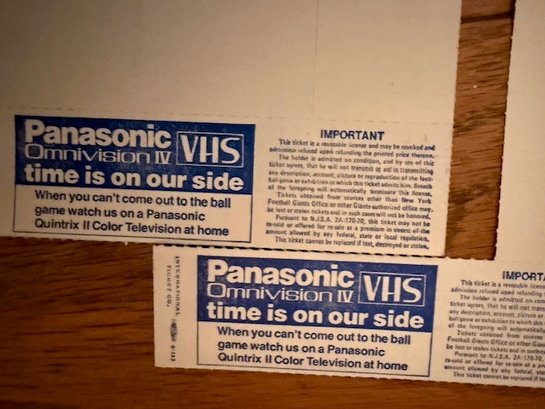 Panasonic
Omnivision IV VHS
time is on our side
When you can't come out to the ball
game watch us on a Panasonic
Quintrix II Color Television at home
IMPORTANT
This ticket is a revocable license and may be revoked and
admission refused upon refunding the printed price thereon.
The holder is admitted on condition, and by use of this
ticket agrees, that he will not transmit or aid in transmitting
any description, account, picture or reproduction of the foot-
ball game or exhibition to which this ticket admits him. Breach
of the foregoing will automatically terminate this license.
Tickets obtained from sources other than New York
Football Giants Office or other Giants-authorized office may
be lost or stolen tickets and in such cases will not be honored.
Pursuant to N.J.S.A. 2A:170-20, this ticket may not be
re-sold or offered for re-sale at a premium in excess of the
amount allowed by any federal, state or local regulation.
This ticket cannot be replaced if lost, destroyed or stolen.
INTERNATIONAL
TICKET CO.
Panasonic
Omnivision IV VHS
time is on our side
When you can't come out to the ball
game watch us on a Panasonic
Quintrix II Color Television at home
IMPORTA
This ticket is a revocable license
admission refused upon refunding
The holder is admitted on con
ticket agrees, that he will not tra
any description, account, picture
ball game or exhibition to which this
of the foregoing will automatically
Tickets obtained from
Football Giants Office or other Gia
be lost or stolen tickets and in such
Pursuant to N.J.S.A. 2A:170-20,
re-sold or offered for re-sale at a
amount allowed by any federal,
This ticket cannot be replaced if